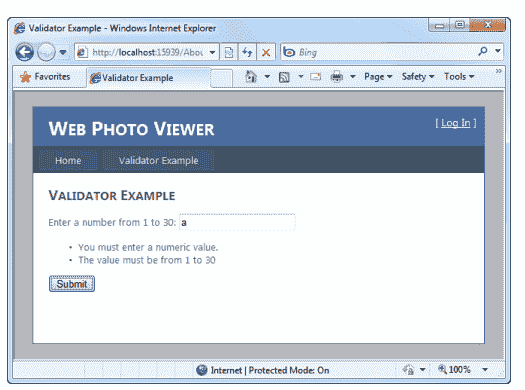 Validator Example - Windows Internet Explorer
http://localhost:15939/Abou
Bing
Favorites
Validator Example
Page
Safety
Tools
»
WEB PHOTO VIEWER
[ Log In ]
Home
Validator Example
VALIDATOR EXAMPLE
Enter a number from 1 to 30: a
• You must enter a numeric value.
• The value must be from 1 to 30
Submit
Internet | Protected Mode: On
100%